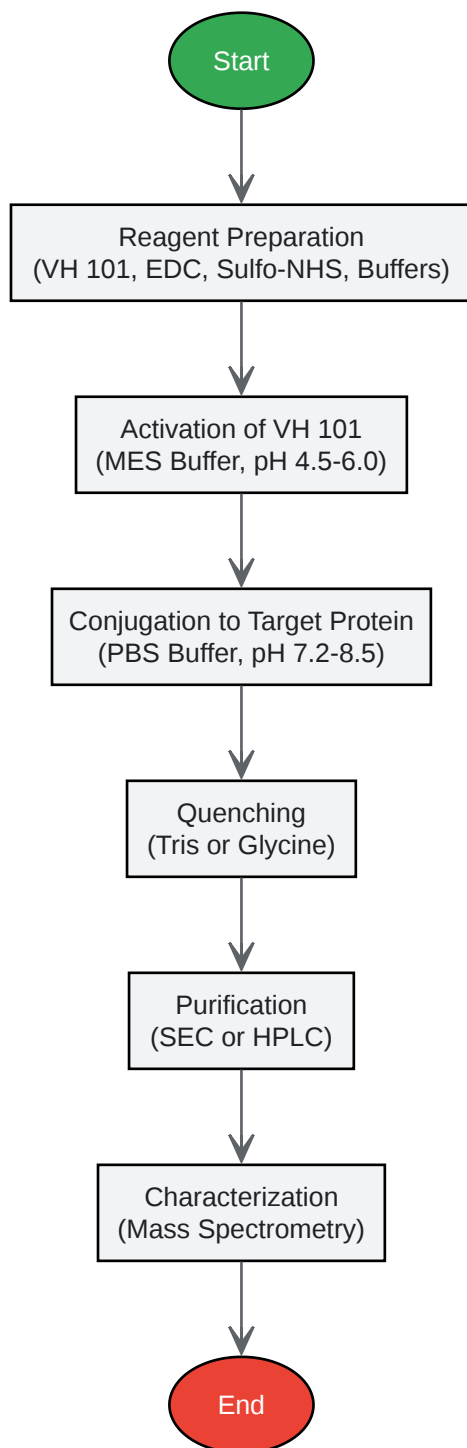 Start
Reagent Preparation
(VH 101, EDC, Sulfo-NHS, Buffers)
Activation of VH 101
(MES Buffer, pH 4.5-6.0)
Conjugation to Target Protein
(PBS Buffer, pH 7.2-8.5)
Quenching
(Tris or Glycine)
Purification
(SEC or HPLC)
Characterization
(Mass Spectrometry)
End